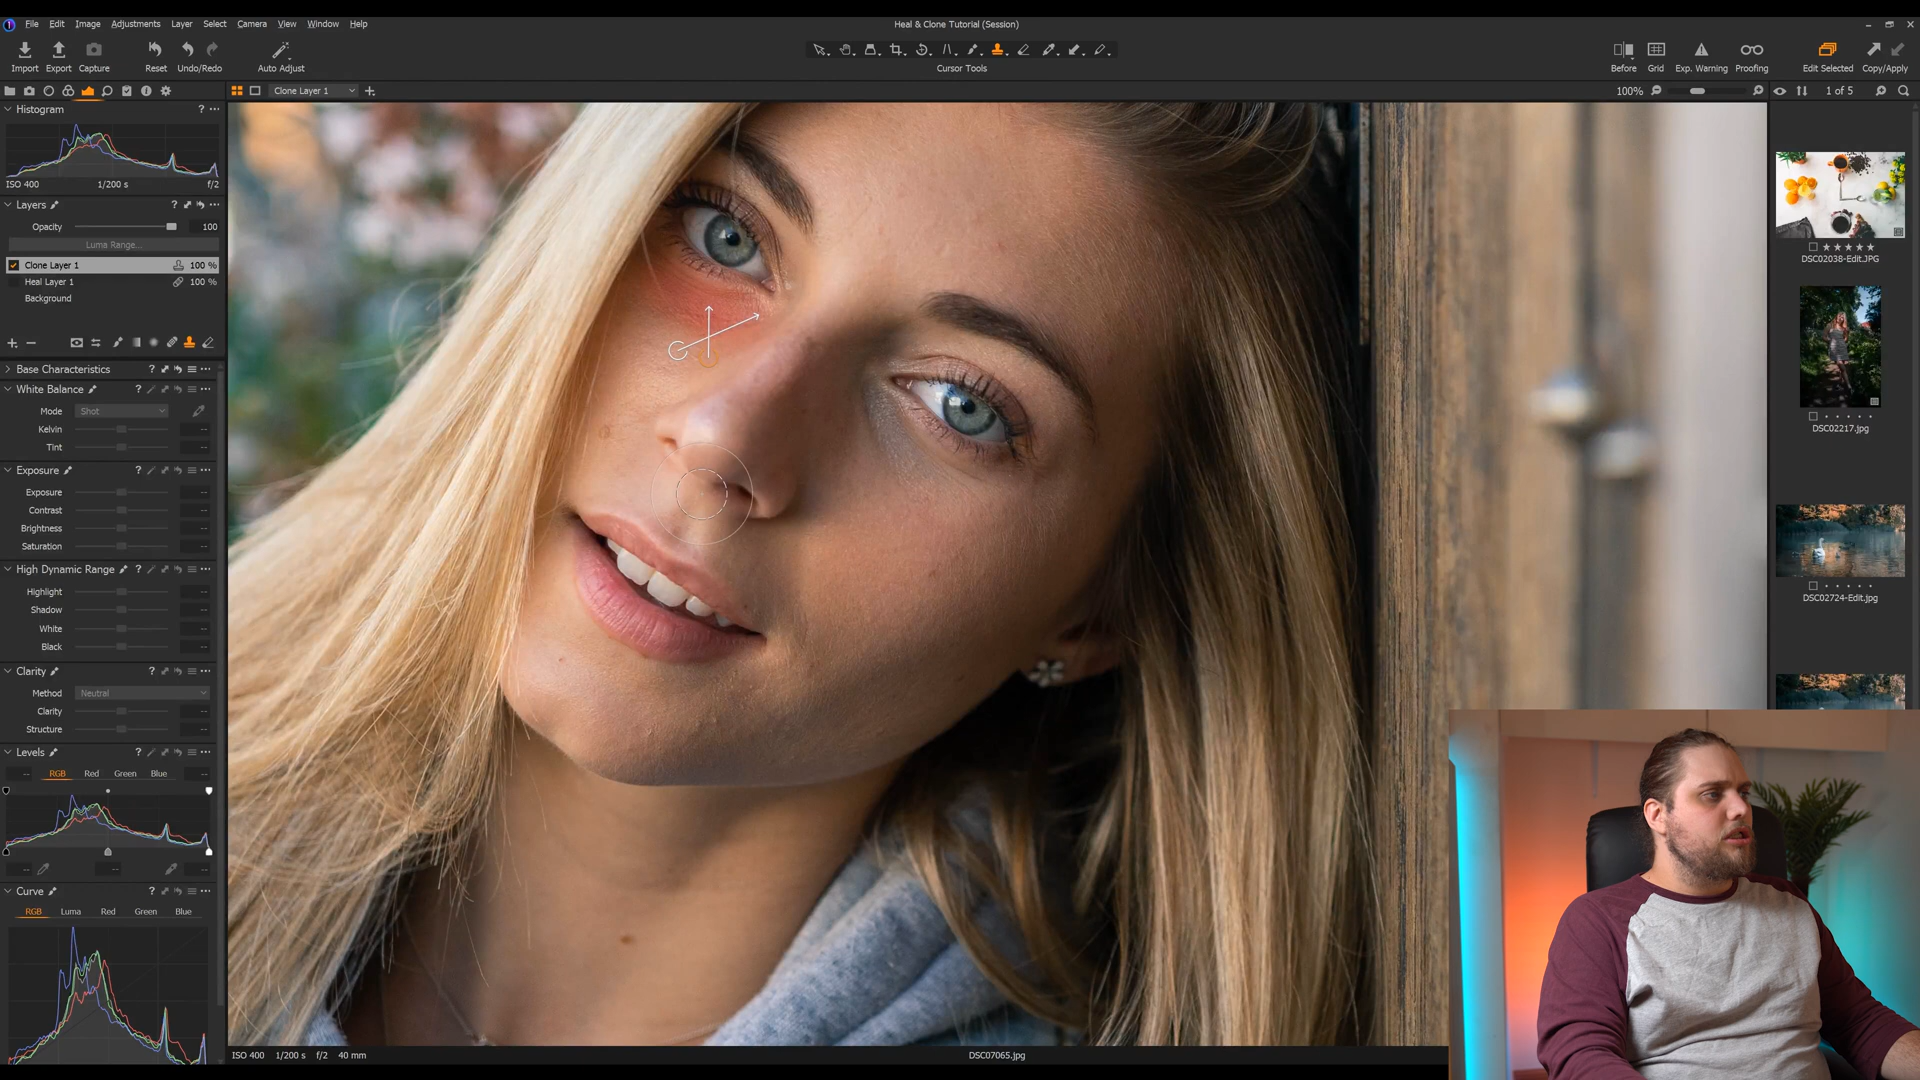 File Edit Image Adjustments Layer Select Camera View Window Help
Heal & Clone Tutorial (Session)
Import Export Capture Reset Undo/Redo Auto Adjust
Cursor Tools
Before Grid Exp. Warning Proofing Edit Selected Copy/Apply
Clone Layer 1
100%
1 of 5
Histogram
ISO 400 1/200 s f/2
Layers
Opacity 100
Luma Range...
Clone Layer 1 100 %
Heal Layer 1 100 %
Background
Base Characteristics
White Balance
Mode Shot
Kelvin --
Tint --
Exposure
Exposure --
Contrast --
Brightness --
Saturation --
High Dynamic Range
Highlight --
Shadow --
White --
Black --
Clarity
Method Neutral
Clarity --
Structure --
Levels
-- RGB Red Green Blue --
-- -- --
Curve
RGB Luma Red Green Blue
ISO 400 1/200 s f/2 40 mm
DSC07065.jpg
DSC02038-Edit.JPG
DSC02217.jpg
DSC02724-Edit.jpg